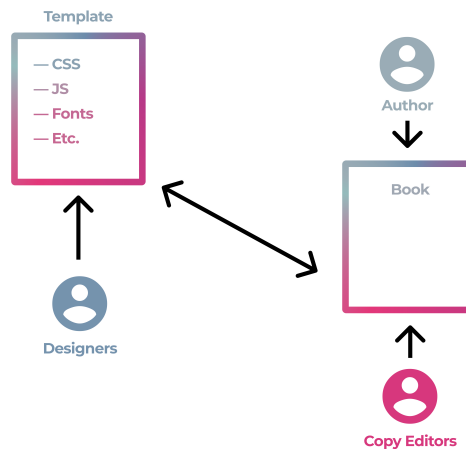 Template
— CSS
— JS
— Fonts
— Etc.
Author
Book
Designers
Copy Editors